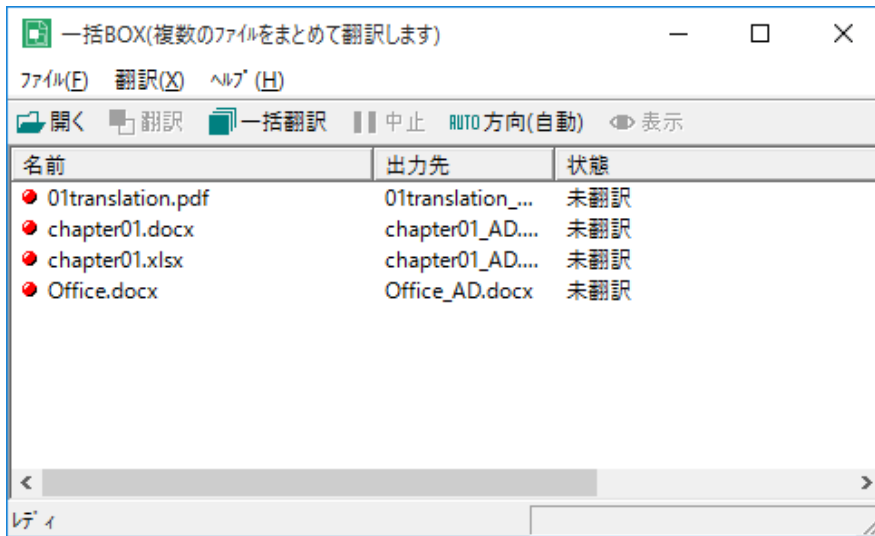 一括BOX(複数のﾌｧｲﾙをまとめて翻訳します)
ﾌｧｲﾙ(F) 翻訳(X) ﾍﾙﾌﾟ(H)
開く 翻訳 一括翻訳 中止 AUTO 方向(自動) 表示
名前 出力先 状態
01translation.pdf 01translation_... 未翻訳
chapter01.docx chapter01_AD.... 未翻訳
chapter01.xlsx chapter01_AD.... 未翻訳
Office.docx Office_AD.docx 未翻訳
ﾚﾃﾞｨ